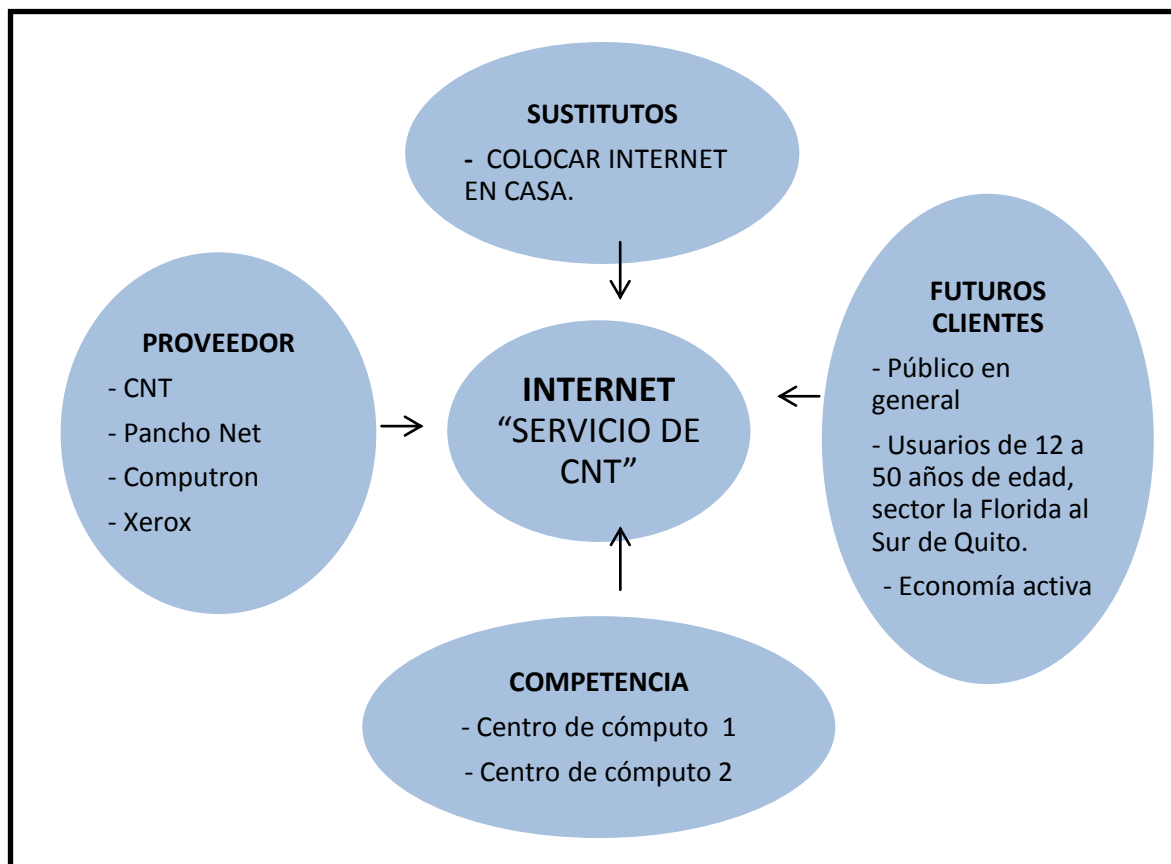 SUSTITUTOS
- COLOCAR INTERNET
EN CASA.
PROVEEDOR
- CNT
- Pancho Net
- Computron
- Xerox
INTERNET
“SERVICIO DE
CNT”
FUTUROS
CLIENTES
- Público en
general
- Usuarios de 12 a
50 años de edad,
sector la Florida al
Sur de Quito.
- Economía activa
COMPETENCIA
- Centro de cómputo 1
- Centro de cómputo 2